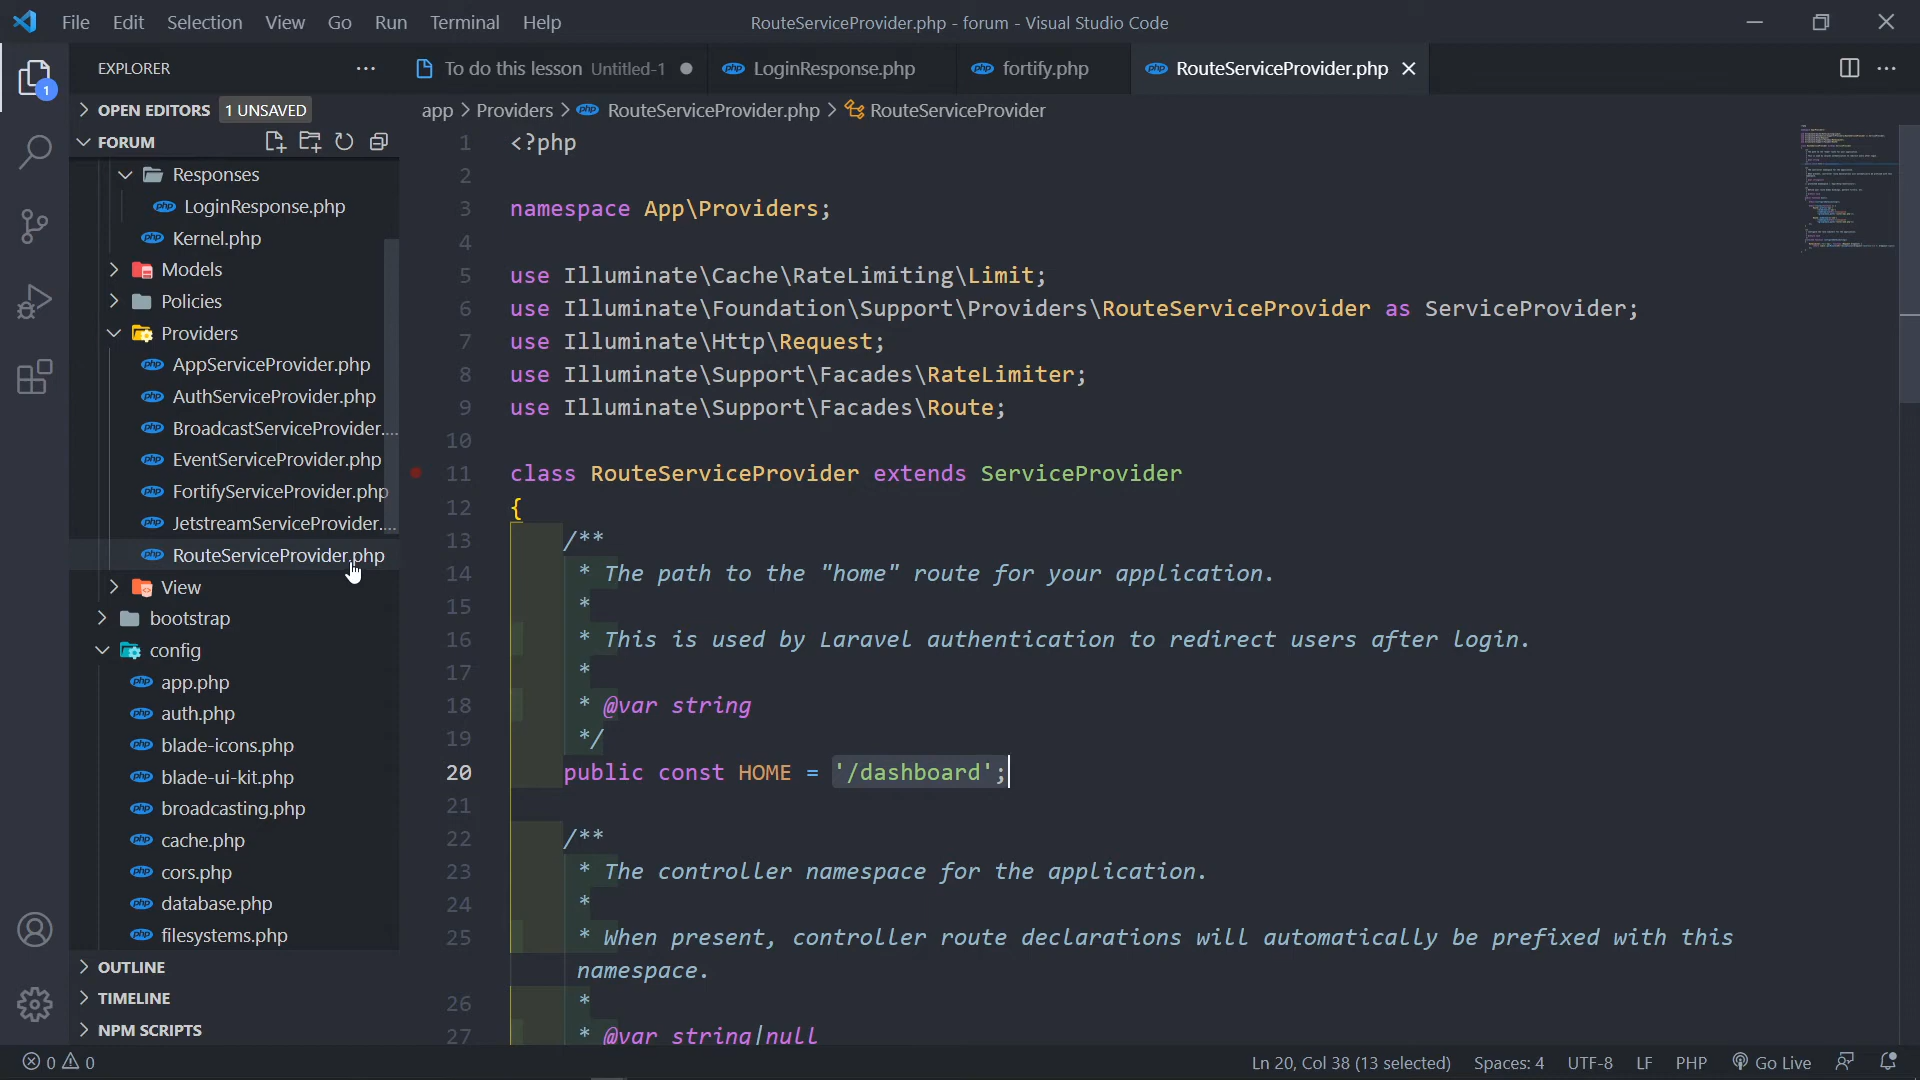 File Edit Selection View Go Run Terminal Help
RouteServiceProvider.php - forum - Visual Studio Code
EXPLORER
To do this lesson Untitled-1
LoginResponse.php
fortify.php
RouteServiceProvider.php
OPEN EDITORS 1 UNSAVED
app > Providers > RouteServiceProvider.php > RouteServiceProvider
FORUM
Responses
LoginResponse.php
Kernel.php
Models
Policies
Providers
AppServiceProvider.php
AuthServiceProvider.php
BroadcastServiceProvider....
EventServiceProvider.php
FortifyServiceProvider.php
JetstreamServiceProvider....
RouteServiceProvider.php
View
bootstrap
config
app.php
auth.php
blade-icons.php
blade-ui-kit.php
broadcasting.php
cache.php
cors.php
database.php
filesystems.php
OUTLINE
TIMELINE
NPM SCRIPTS
1 <?php
2
3 namespace App\Providers;
4
5 use Illuminate\Cache\RateLimiting\Limit;
6 use Illuminate\Foundation\Support\Providers\RouteServiceProvider as ServiceProvider;
7 use Illuminate\Http\Request;
8 use Illuminate\Support\Facades\RateLimiter;
9 use Illuminate\Support\Facades\Route;
10
11 class RouteServiceProvider extends ServiceProvider
12 {
13 /**
14 * The path to the "home" route for your application.
15 *
16 * This is used by Laravel authentication to redirect users after login.
17 *
18 * @var string
19 */
20 public const HOME = '/dashboard';
21
22 /**
23 * The controller namespace for the application.
24 *
25 * When present, controller route declarations will automatically be prefixed with this
namespace.
26 *
27 * @var string|null
0 0
Ln 20, Col 38 (13 selected) Spaces: 4 UTF-8 LF PHP Go Live